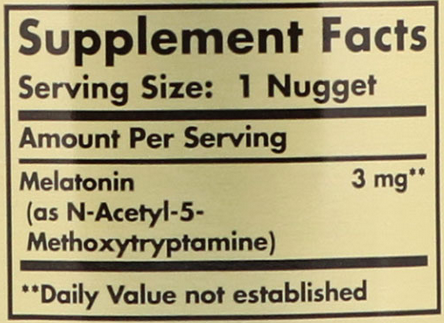 Supplement Facts
Serving Size: 1 Nugget
Amount Per Serving
Melatonin 3 mg**
(as N-Acetyl-5-
Methoxytryptamine)
**Daily Value not established